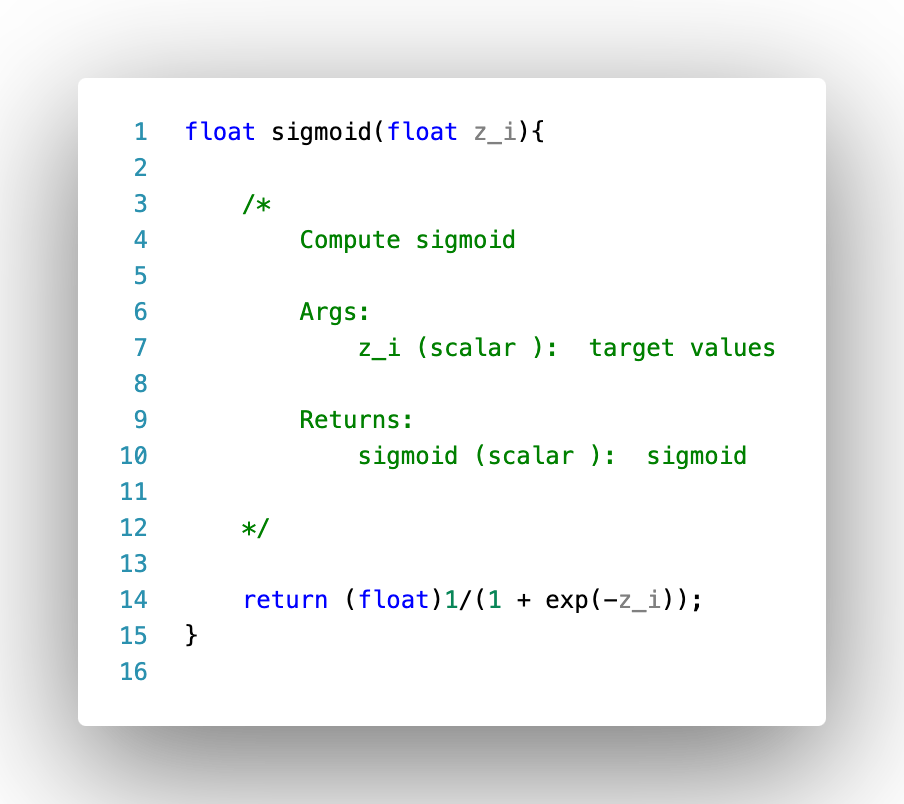 1 float sigmoid(float z_i){
2
3 /*
4 Compute sigmoid
5
6 Args:
7 z_i (scalar ):  target values
8
9 Returns:
10 sigmoid (scalar ):  sigmoid
11
12 */
13
14 return (float)1/(1 + exp(-z_i));
15 }
16